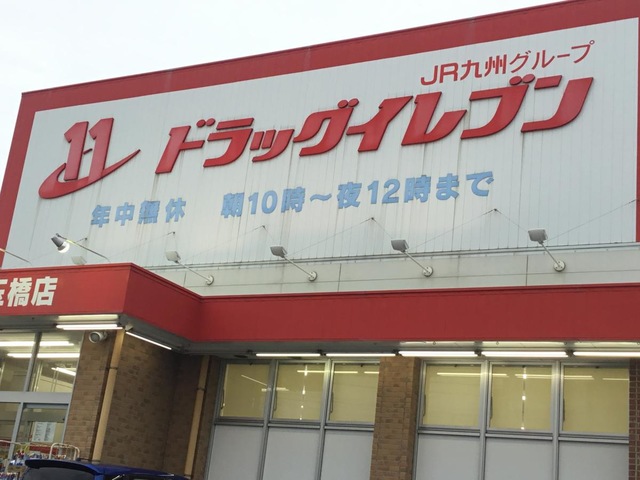 JR九州グループ
11 ドラッグイレブン
年中無休 朝10時～夜12時まで
橋店